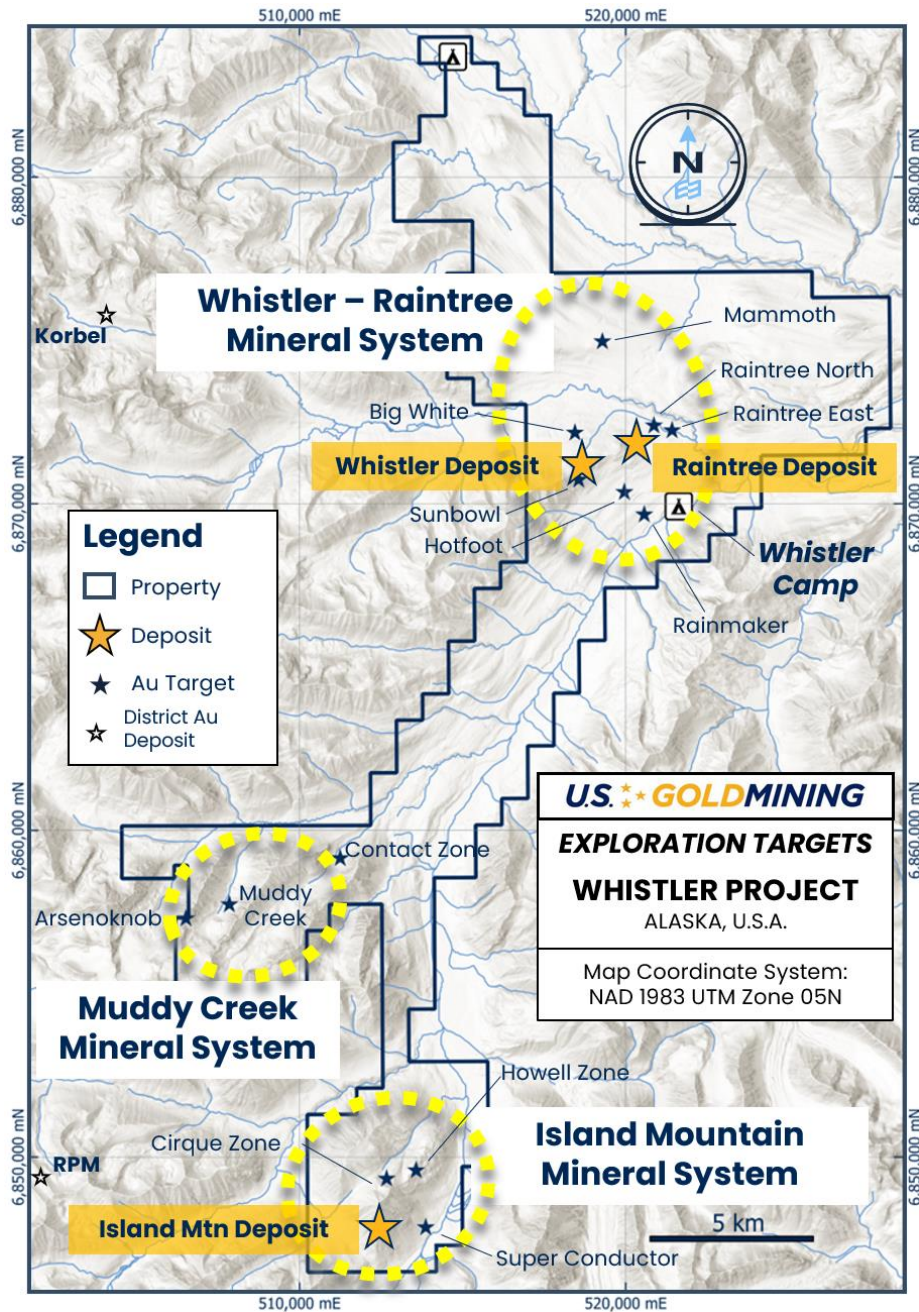 510,000 mE
520,000 mE
6,880,000 mN
6,880,000 mN
N
Whistler – Raintree
Mineral System
Korbel
Mammoth
Raintree North
Big White
Raintree East
Whistler Deposit
Raintree Deposit
6,870,000 mN
6,870,000 mN
Sunbowl
Hotfoot
Whistler
Camp
Rainmaker
Legend
Property
Deposit
Au Target
District Au
Deposit
U.S. GOLDMINING
EXPLORATION TARGETS
WHISTLER PROJECT
ALASKA, U.S.A.
Map Coordinate System:
NAD 1983 UTM Zone 05N
6,860,000 mN
6,860,000 mN
Contact Zone
Muddy
Creek
Arsenoknob
Muddy Creek
Mineral System
Howell Zone
Island Mountain
Mineral System
Cirque Zone
RPM
6,850,000 mN
6,850,000 mN
Island Mtn Deposit
5 km
Super Conductor
510,000 mE
520,000 mE